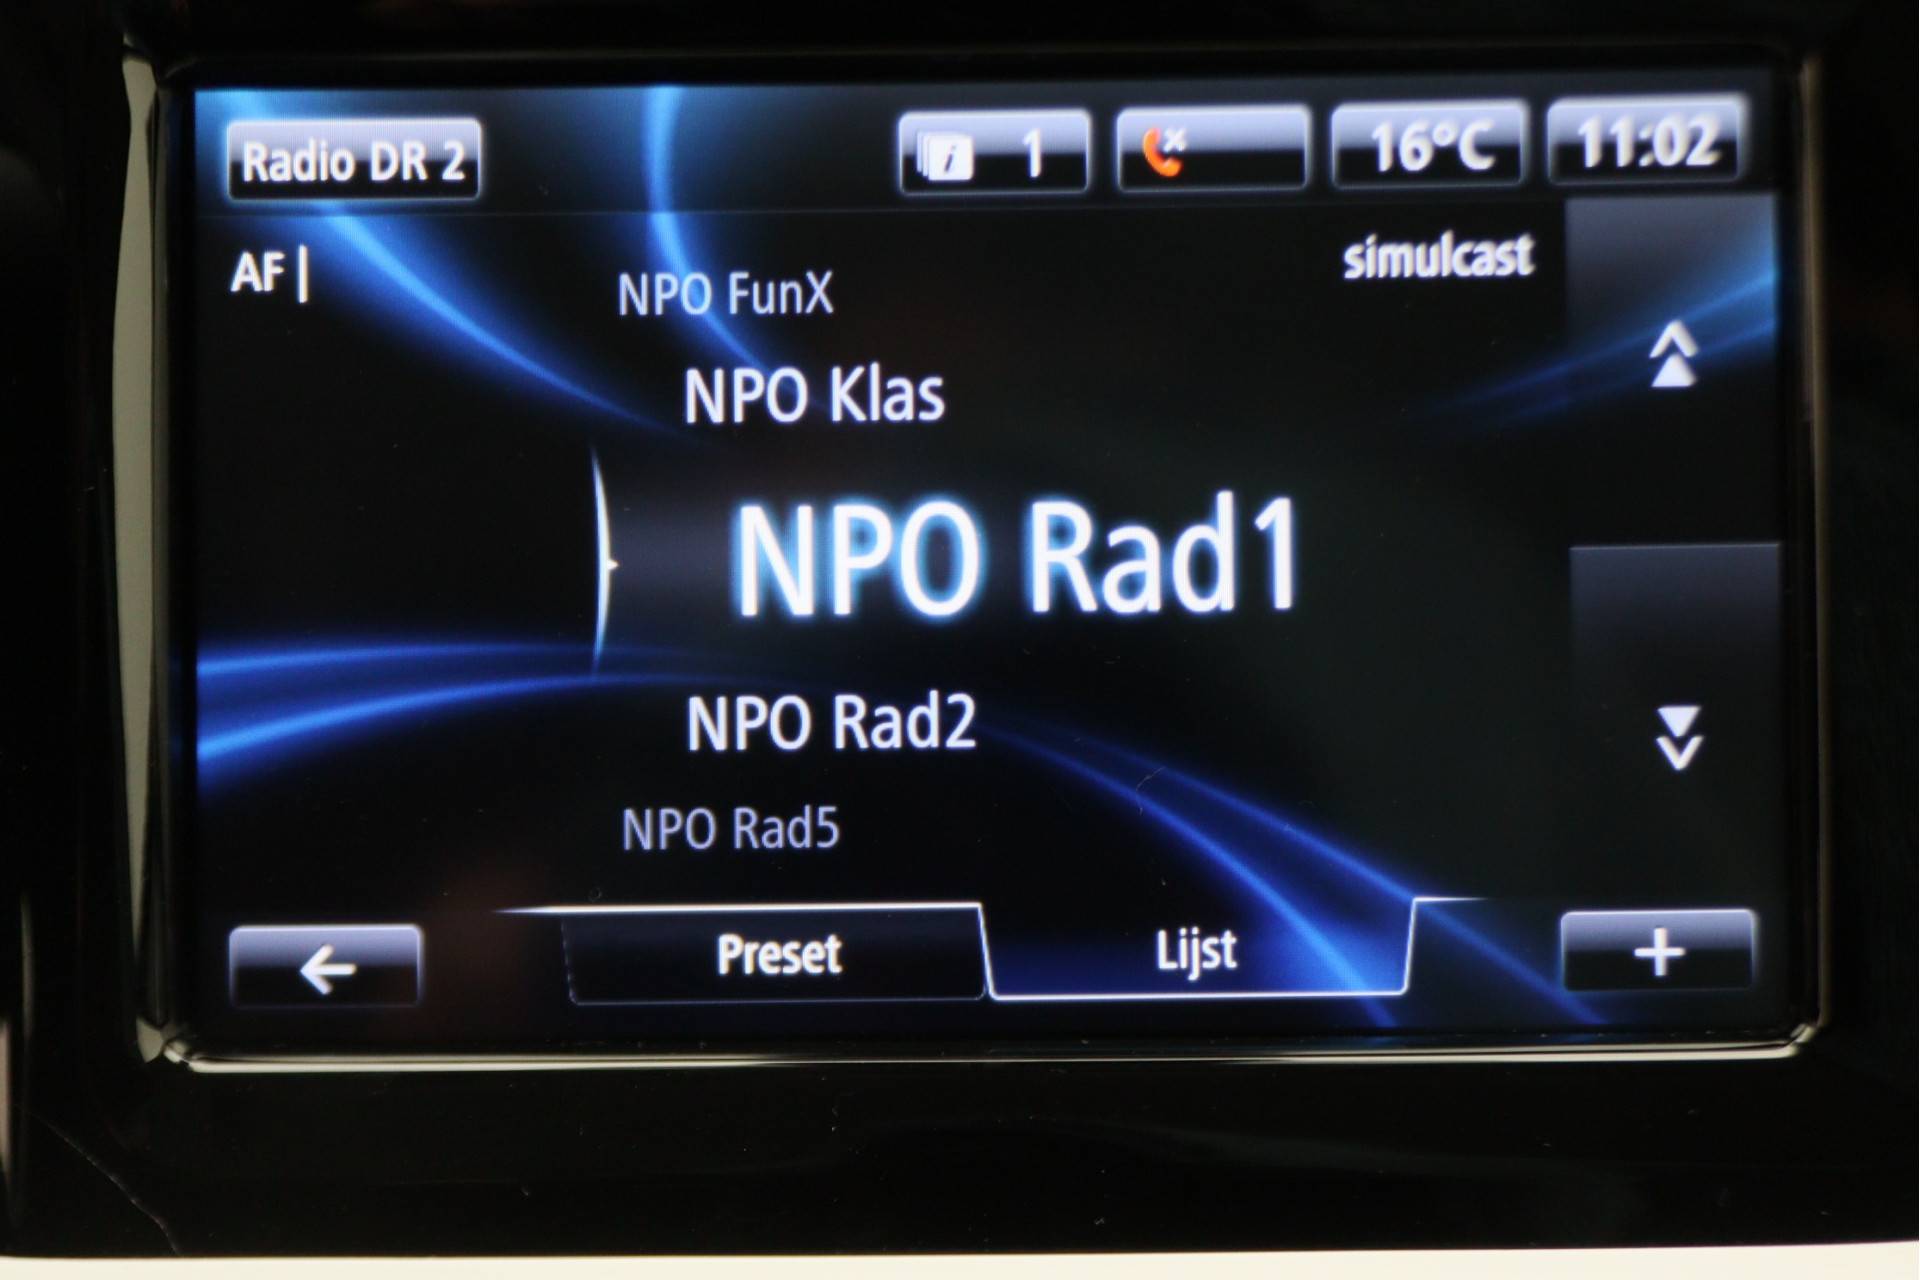 Radio DR 2
1
16°C
11:02
AF |
simulcast
NPO FunX
NPO Klas
NPO Rad1
NPO Rad2
NPO Rad5
Preset
Lijst